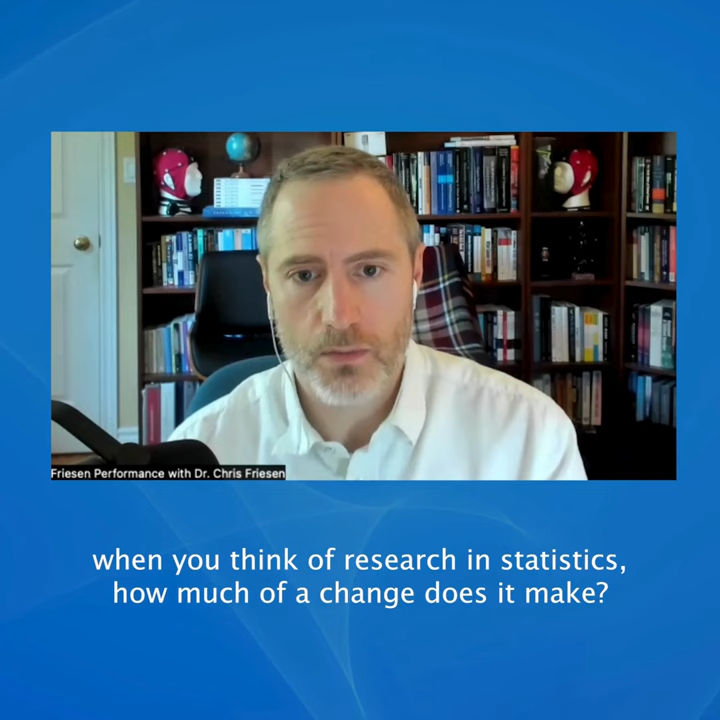 Friesen Performance with Dr. Chris Friesen
when you think of research in statistics,
how much of a change does it make?